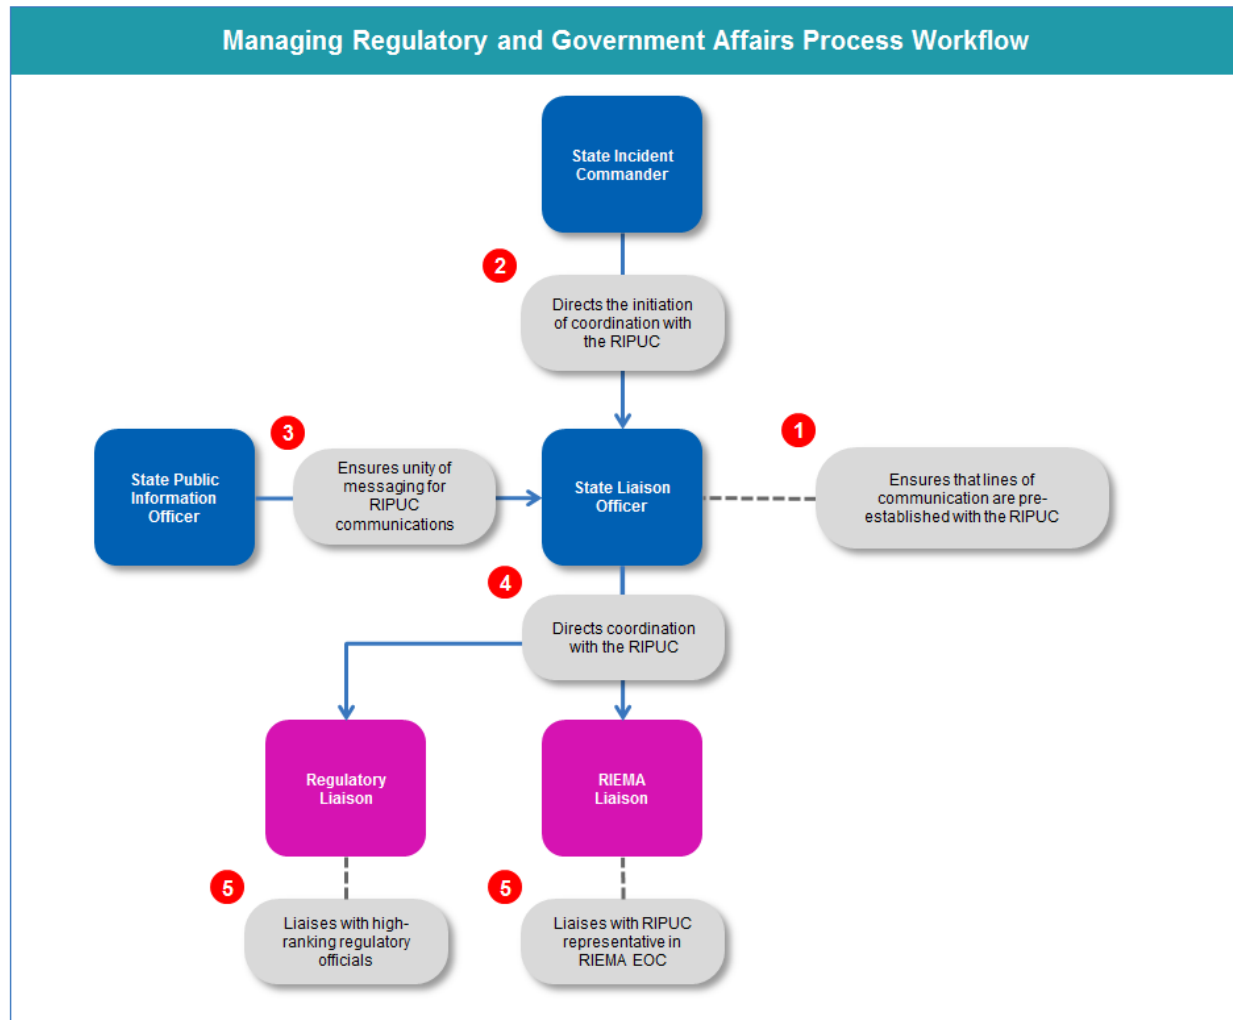 Managing Regulatory and Government Affairs Process Workflow
State Incident
Commander
2
Directs the initiation
of coordination with
the RIPUC
3
1
State Public
Information
Officer
Ensures unity of
messaging for
RIPUC
communications
State Liaison
Officer
Ensures that lines of
communication are pre-
established with the RIPUC
4
Directs coordination
with the RIPUC
Regulatory
Liaison
RIEMA
Liaison
5
Liaises with high-
ranking regulatory
officials
5
Liaises with RIPUC
representative in
RIEMA EOC